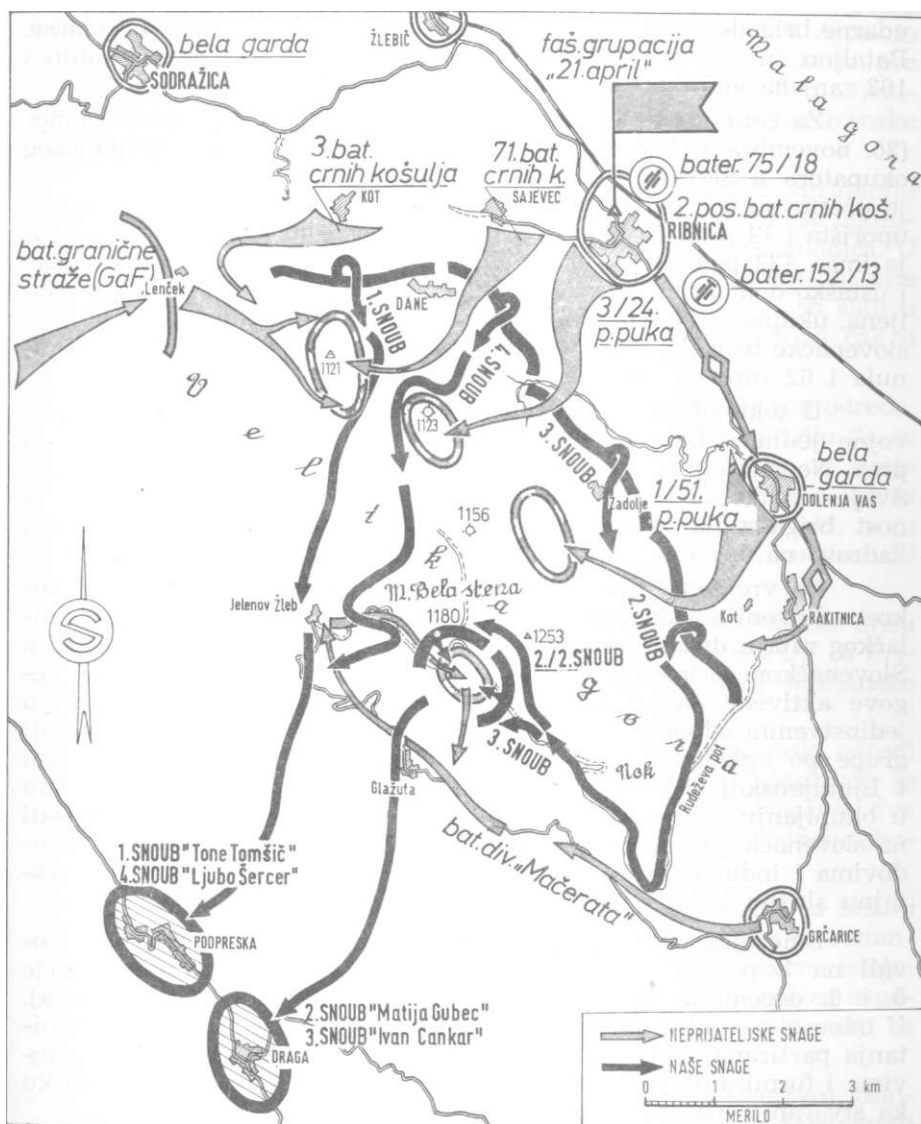 bela garda
SODRAŽICA
ŽLEBIČ
faš. grupacija
„21. april"
Mala gora
3. bat.
crnih košulja
KOT
71. bat.
crnih k.
SAJEVEC
bater. 75/18
2. pos. bat. crnih koš.
RIBNICA
bater. 152/13
bat. granične
straže (GaF)
Lenček
DANE
1. SNOUB
1121
4. SNOUB
1123
3/24.
p. puka
3. SNOUB
Zadolje
1/51.
p. puka
bela
garda
DOLENJA VAS
Velika gora
1156
M. Bela stena
1180
1253
2./2. SNOUB
2. SNOUB
Kot
RAKITNICA
Jelenov Žleb
3. SNOUB
Nok
Rudeževa pot
Glažuta
S
bat. div. „Mačerata"
GRČARICE
1. SNOUB "Tone Tomšič"
4. SNOUB "Ljubo Šercer"
PODPRESKA
2. SNOUB "Matija Gubec"
3. SNOUB "Ivan Cankar"
DRAGA
NEPRIJATELJSKE SNAGE
NAŠE SNAGE
0 1 2 3 km
MERILO